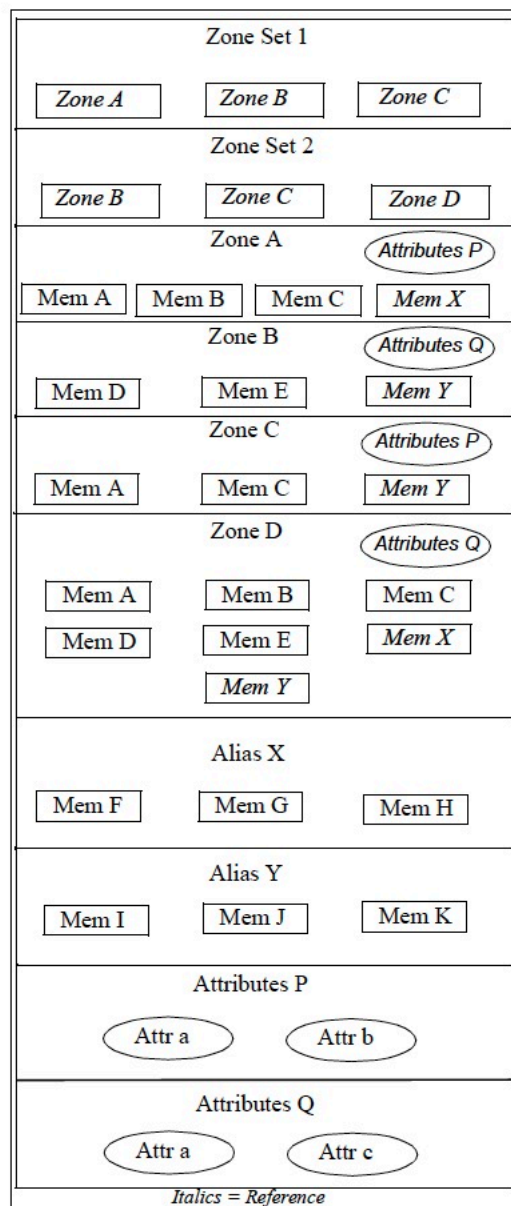 Zone Set 1
Zone A Zone B Zone C
Zone Set 2
Zone B Zone C Zone D
Zone A Attributes P
Mem A Mem B Mem C Mem X
Zone B Attributes Q
Mem D Mem E Mem Y
Zone C Attributes P
Mem A Mem C Mem Y
Zone D Attributes Q
Mem A Mem B Mem C
Mem D Mem E Mem X
Mem Y
Alias X
Mem F Mem G Mem H
Alias Y
Mem I Mem J Mem K
Attributes P
Attr a Attr b
Attributes Q
Attr a Attr c
Italics = Reference